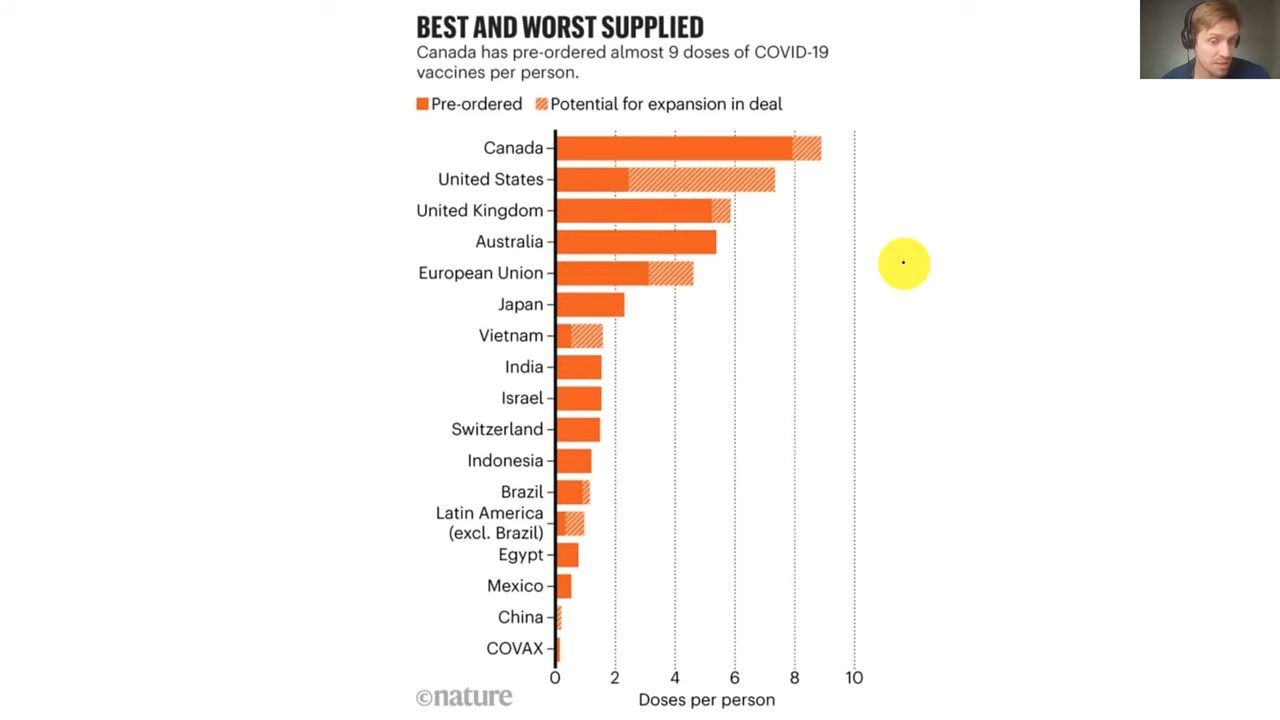 BEST AND WORST SUPPLIED
Canada has pre-ordered almost 9 doses of COVID-19
vaccines per person.
Pre-ordered Potential for expansion in deal
Canada
United States
United Kingdom
Australia
European Union
Japan
Vietnam
India
Israel
Switzerland
Indonesia
Brazil
Latin America
(excl. Brazil)
Egypt
Mexico
China
COVAX
0 2 4 6 8 10
Doses per person
©nature